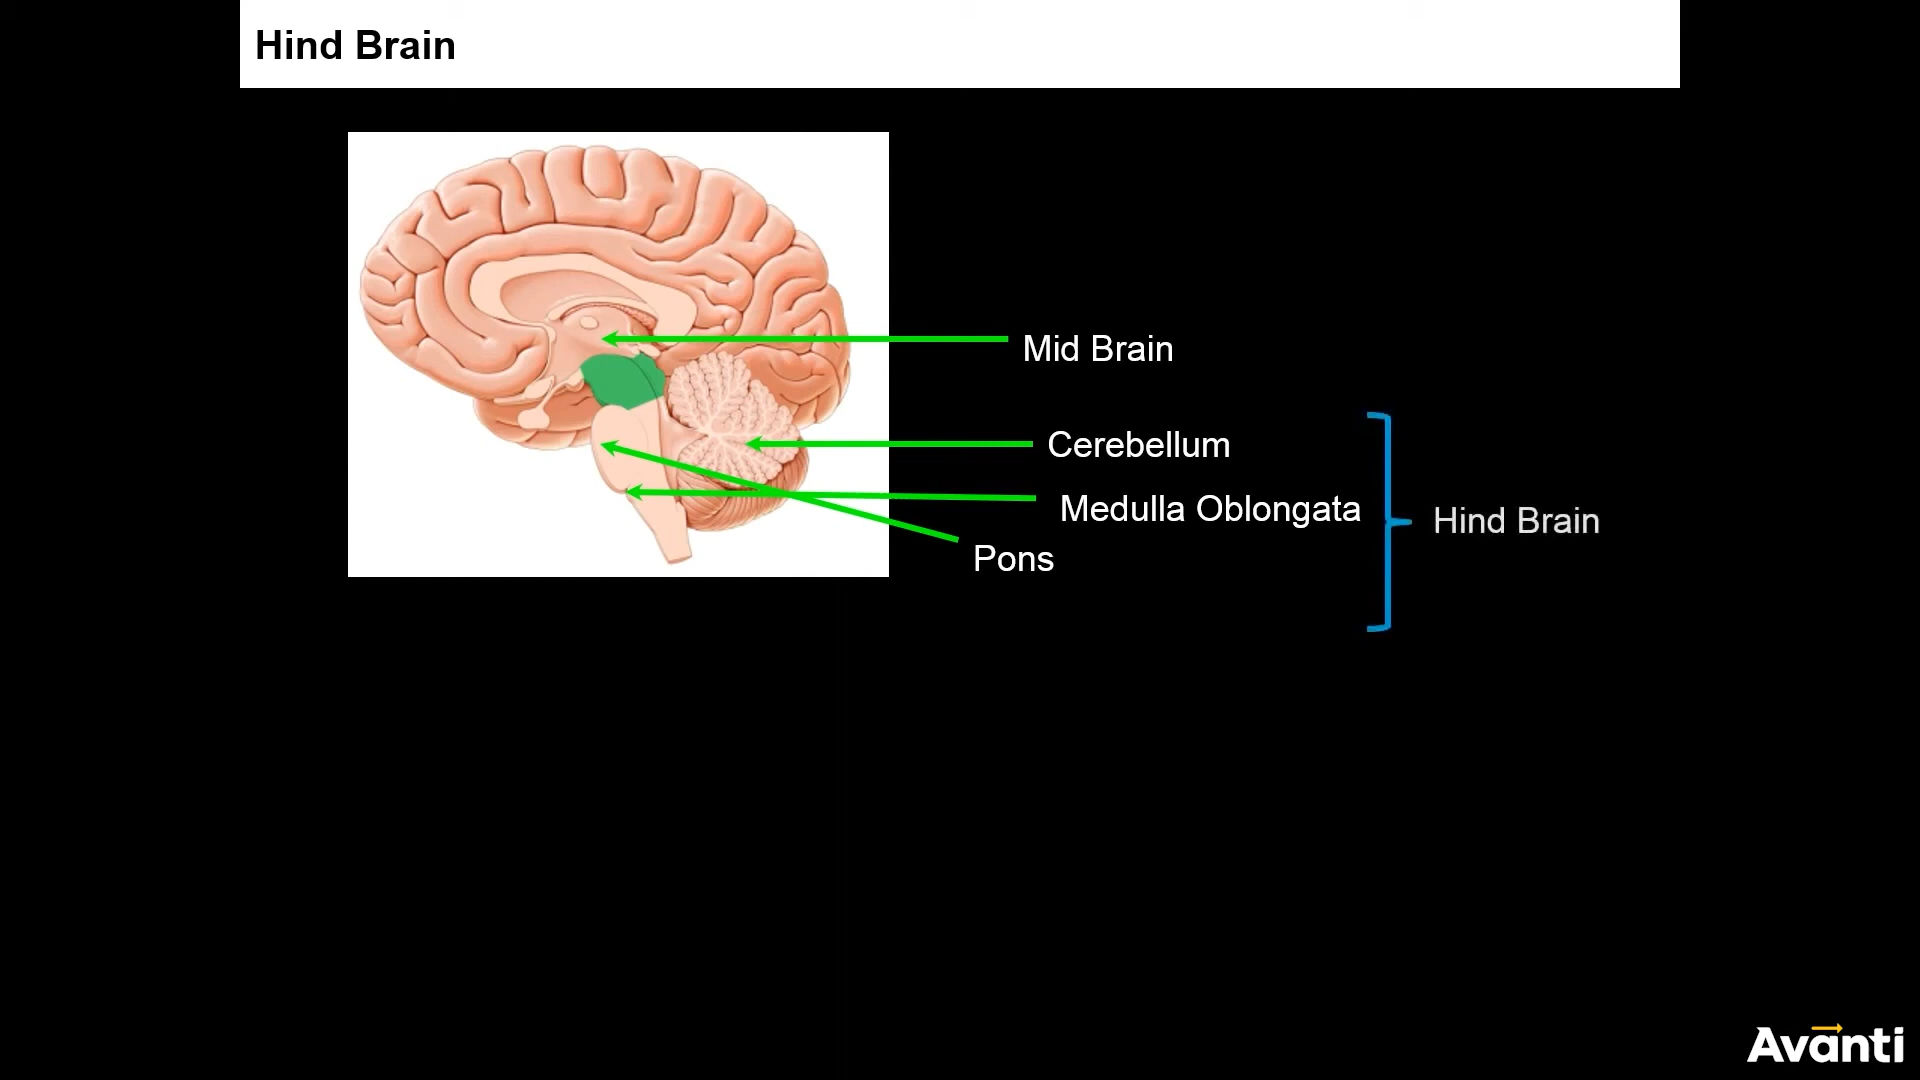 Hind Brain
Mid Brain
Cerebellum
Medulla Oblongata
Hind Brain
Pons
Avanti